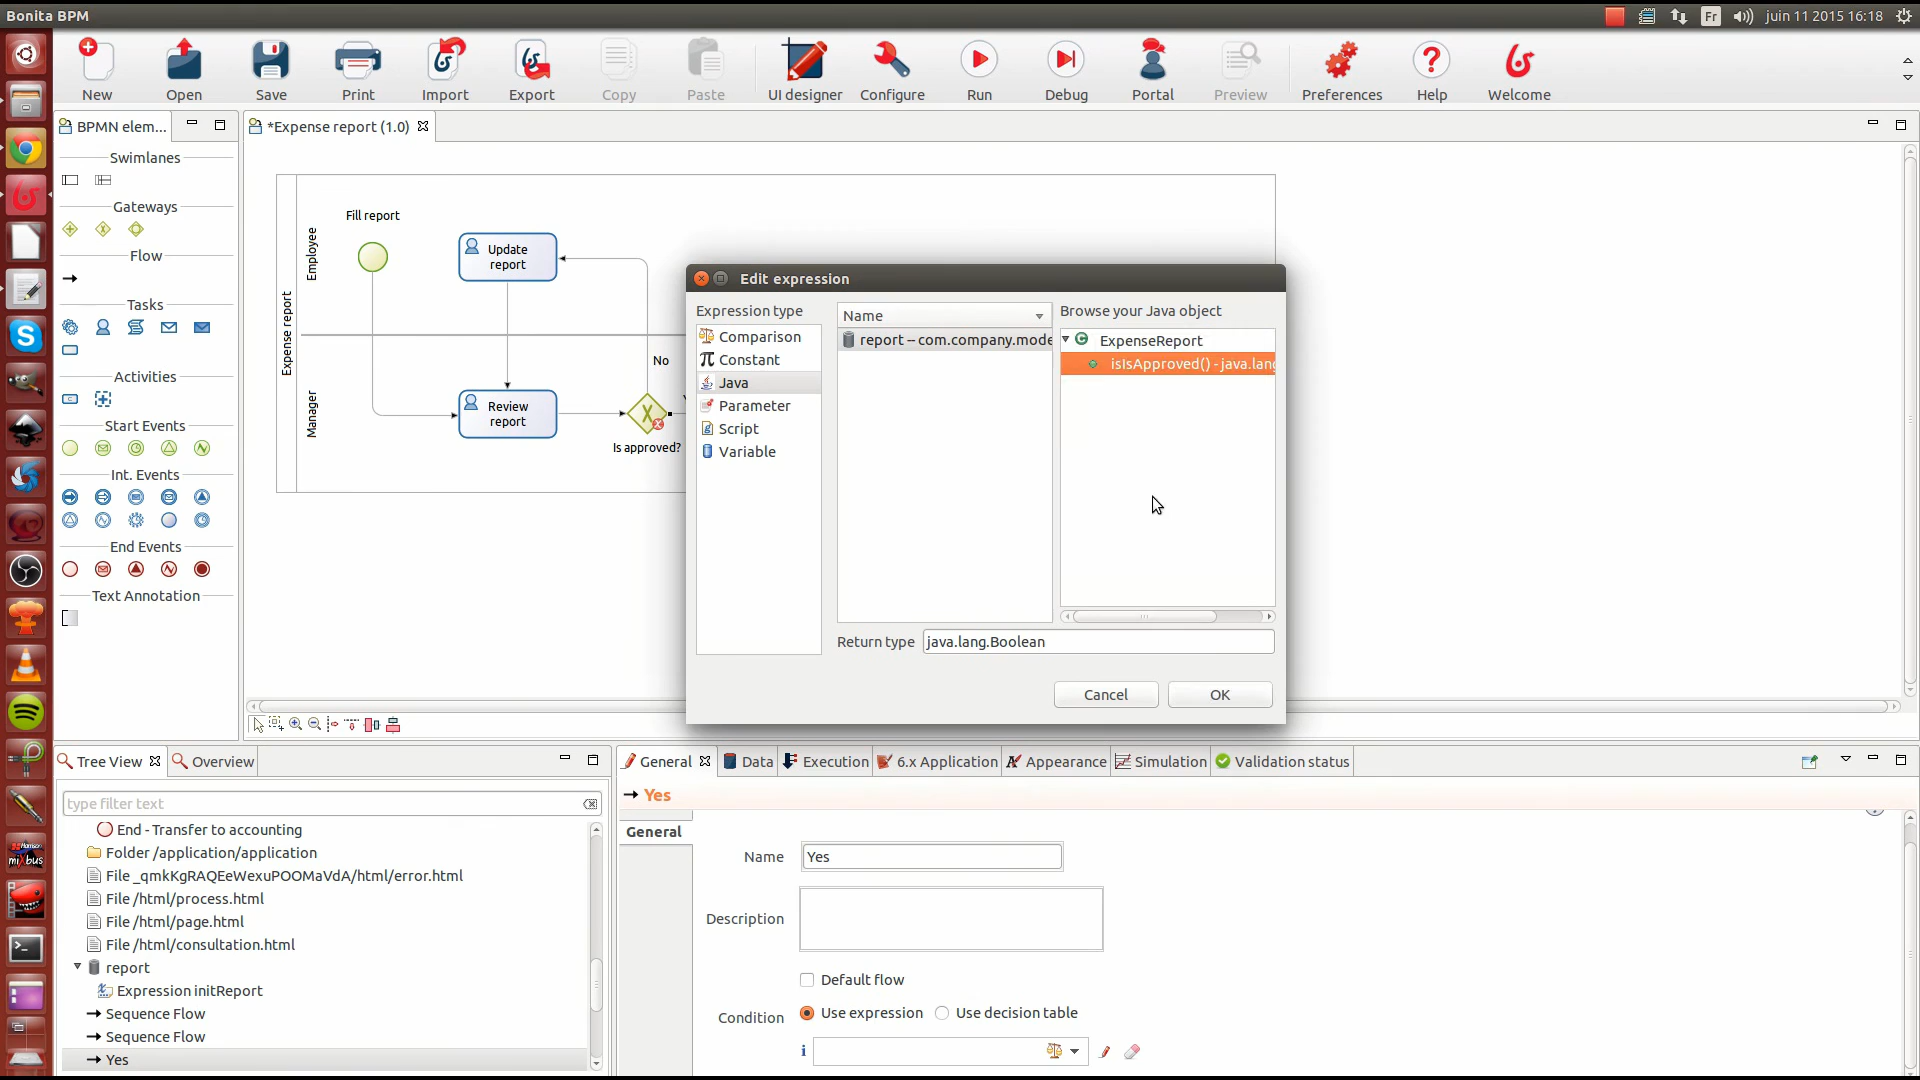 Bonita BPM
Fr
juin 11 2015 16:18
New
Open
Save
Print
Import
Export
Copy
Paste
UI designer
Configure
Run
Debug
Portal
Preview
Preferences
Help
Welcome
BPMN elem...
*Expense report (1.0)
Swimlanes
Gateways
Flow
Tasks
Activities
Start Events
Int. Events
End Events
Text Annotation
Expense report
Employee
Manager
Fill report
Update
report
Review
report
No
Is approved?
Edit expression
Expression type
Comparison
Constant
Java
Parameter
Script
Variable
Name
report -- com.company.mode
Browse your Java object
ExpenseReport
isIsApproved() - java.lang
Return type
java.lang.Boolean
Cancel
OK
Tree View
Overview
type filter text
End - Transfer to accounting
Folder /application/application
File _qmkKgRAQEeWexuPOOMaVdA/html/error.html
File /html/process.html
File /html/page.html
File /html/consultation.html
report
Expression initReport
Sequence Flow
Sequence Flow
Yes
General
Data
Execution
6.x Application
Appearance
Simulation
Validation status
Yes
General
Name
Yes
Description
Default flow
Condition
Use expression
Use decision table
mixbus